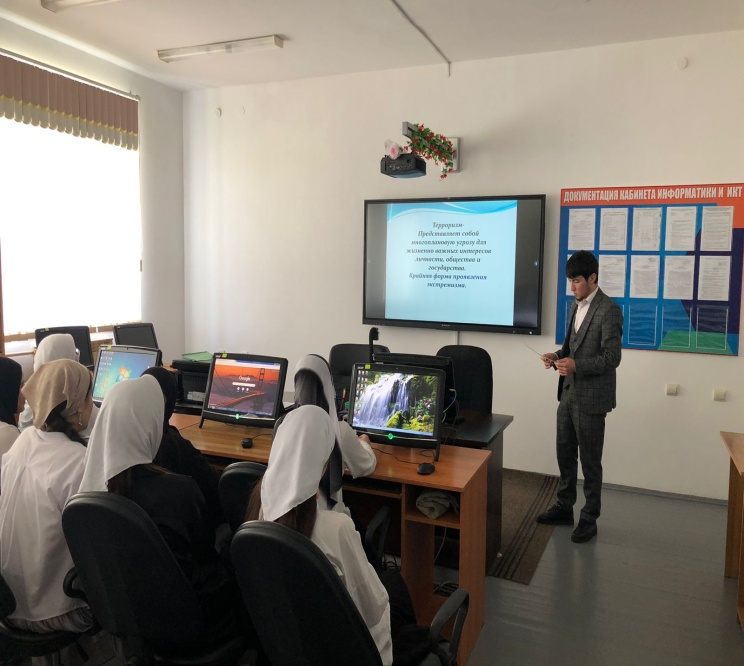 Терроризм-
Представляет собой
многоплановую угрозу для
жизненно важных интересов
личности, общества и
государства.
Крайняя форма проявления
экстремизма.
ДОКУМЕНТАЦИЯ КАБИНЕТА ИНФОРМАТИКИ И ИКТ
Google